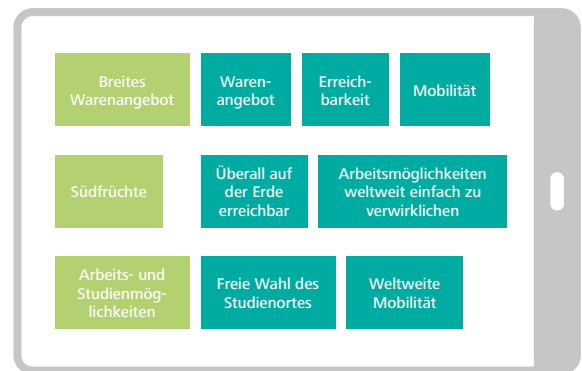 Breites
Warenangebot
Waren-
angebot
Erreich-
barkeit
Mobilität
Südfrüchte
Überall auf
der Erde
erreichbar
Arbeitsmöglichkeiten
weltweit einfach zu
verwirklichen
Arbeits- und
Studienmög-
lichkeiten
Freie Wahl des
Studienortes
Weltweite
Mobilität